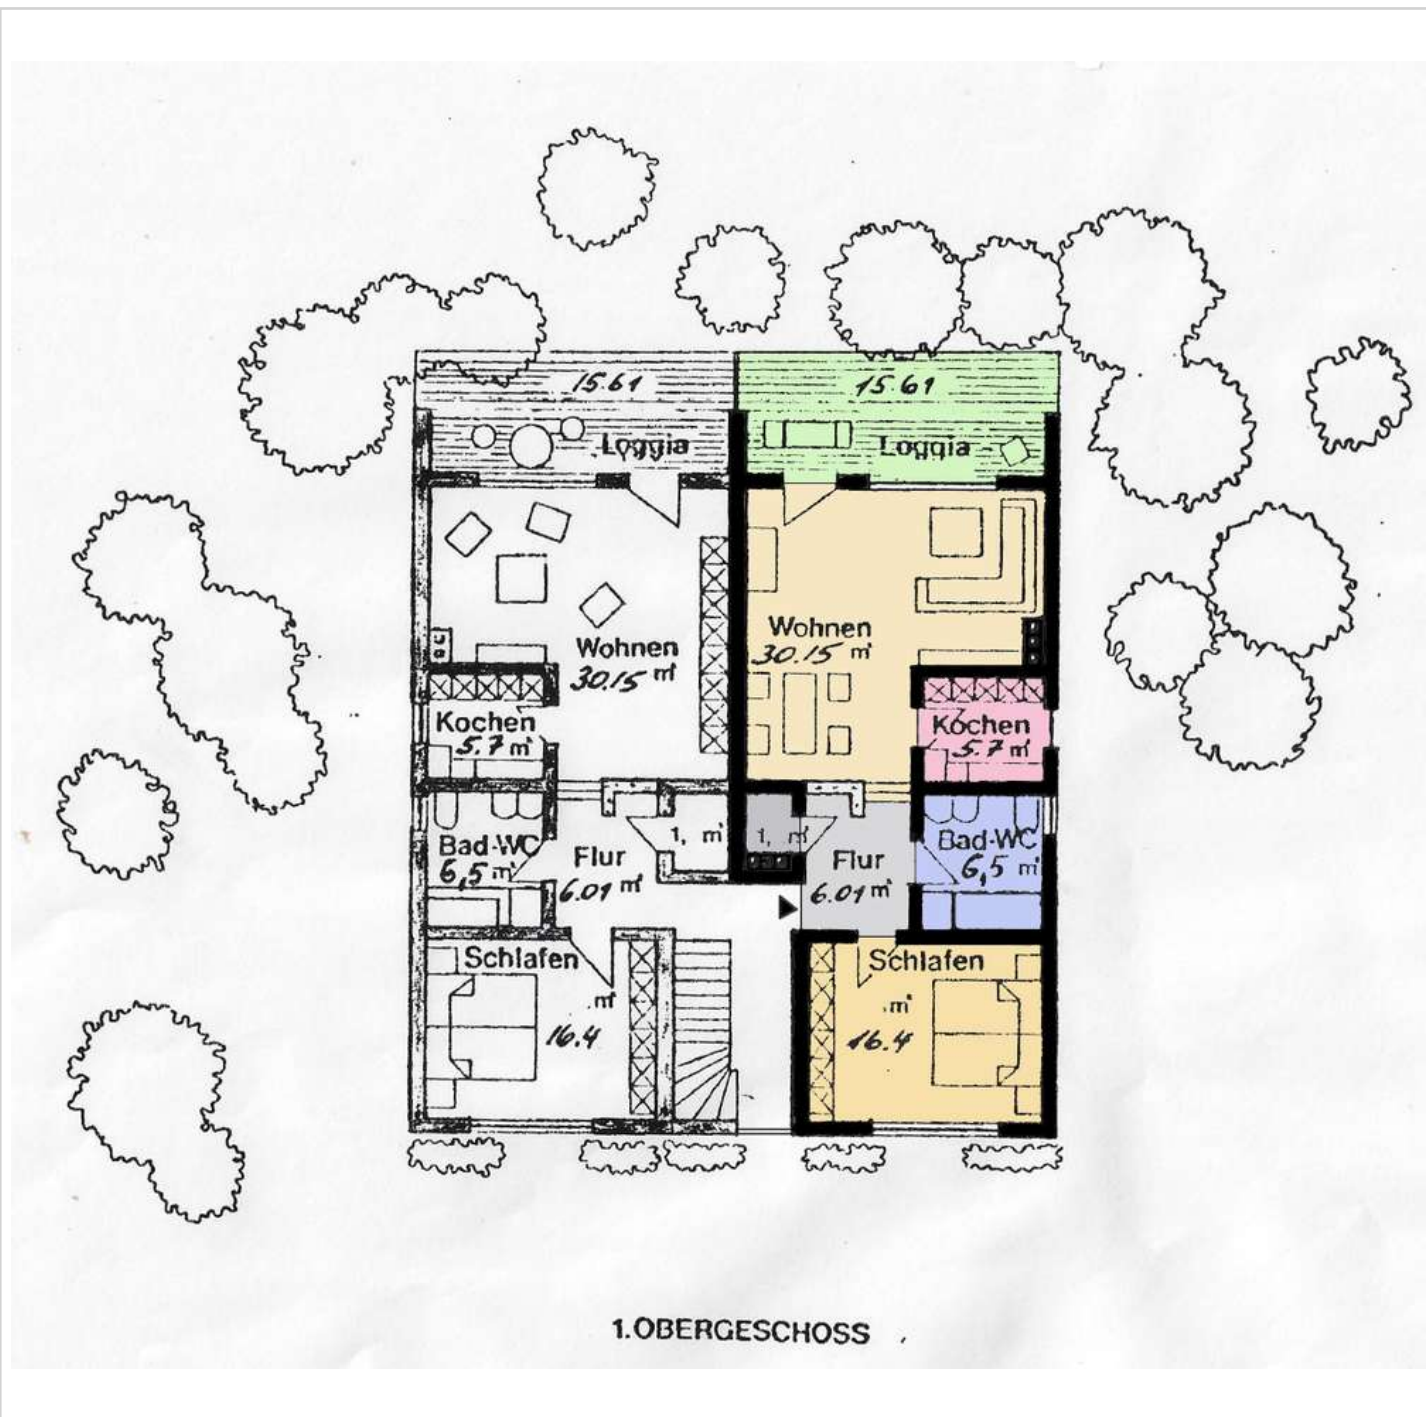 15.61
15.61
Loggia
Loggia
Wohnen
30.15 m²
Wohnen
30.15 m²
Kochen
5.7 m²
Kochen
5.7 m²
Bad-WC
6,5 m²
Flur
6.01 m²
1, m²
1, m²
Flur
6.01 m²
Bad-WC
6,5 m²
Schlafen
m²
16.4
Schlafen
m²
16.4
1.OBERGESCHOSS